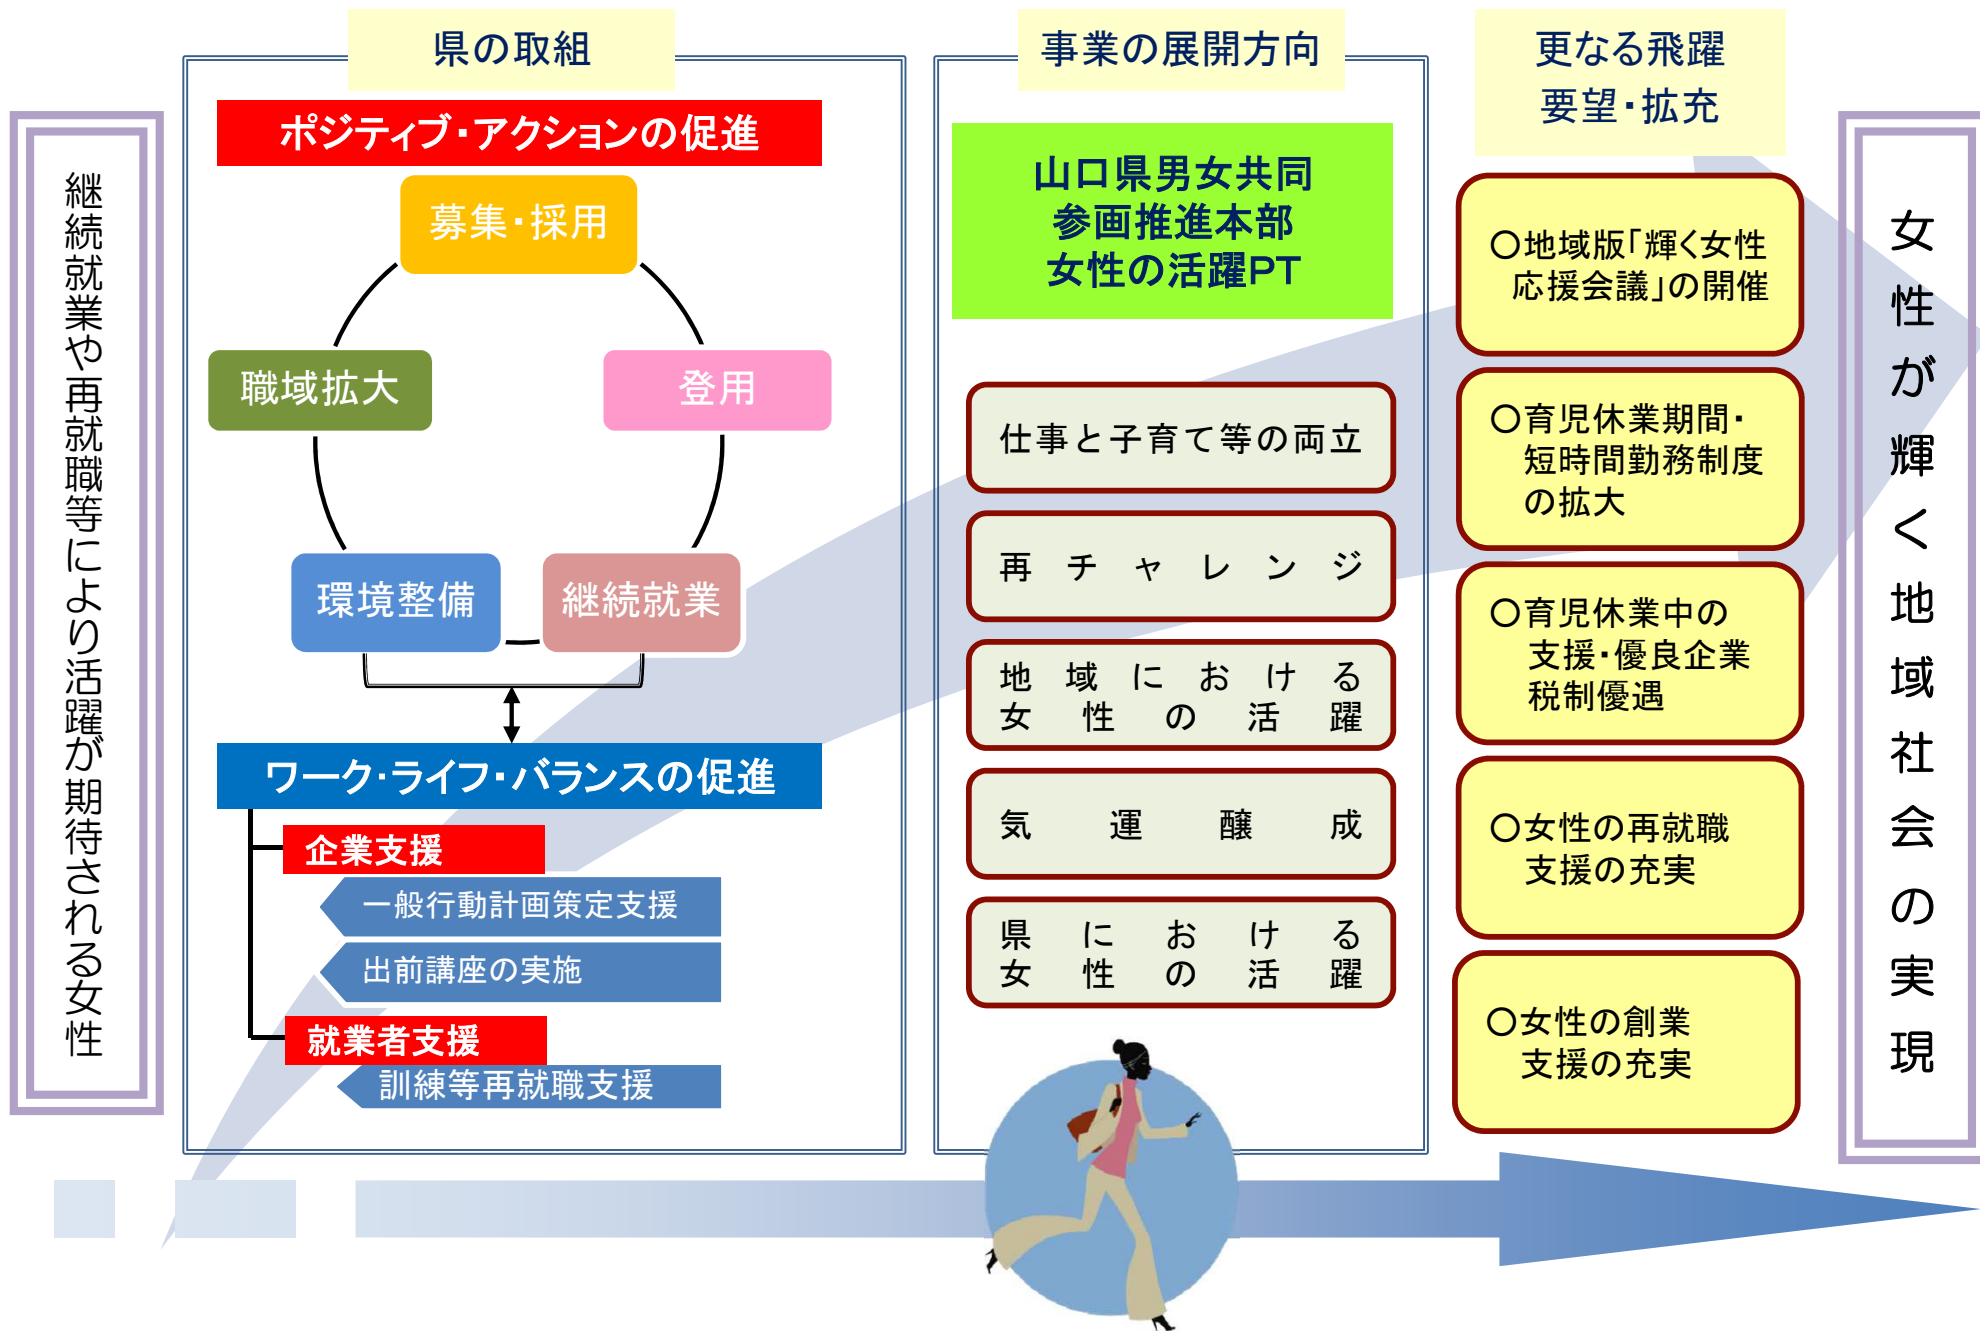 継続就業や再就職等により活躍が期待される女性
県の取組
ポジティブ・アクションの促進
募集・採用
職域拡大
登用
環境整備
継続就業
ワーク・ライフ・バランスの促進
企業支援
一般行動計画策定支援
出前講座の実施
就業者支援
訓練等再就職支援
事業の展開方向
山口県男女共同
参画推進本部
女性の活躍PT
仕事と子育て等の両立
再チャレンジ
地域における
女性の活躍
気運醸成
県における
女性の活躍
更なる飛躍
要望・拡充
〇地域版「輝く女性
応援会議」の開催
〇育児休業期間・
短時間勤務制度
の拡大
〇育児休業中の
支援・優良企業
税制優遇
〇女性の再就職
支援の充実
〇女性の創業
支援の充実
女性が輝く地域社会の実現